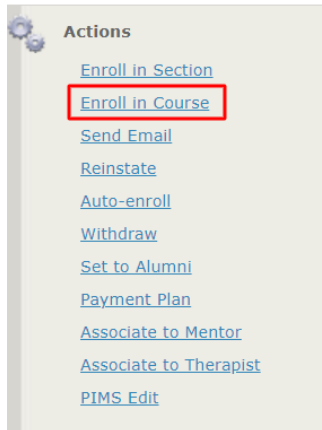 Actions
Enroll in Section
Enroll in Course
Send Email
Reinstate
Auto-enroll
Withdraw
Set to Alumni
Payment Plan
Associate to Mentor
Associate to Therapist
PIMS Edit